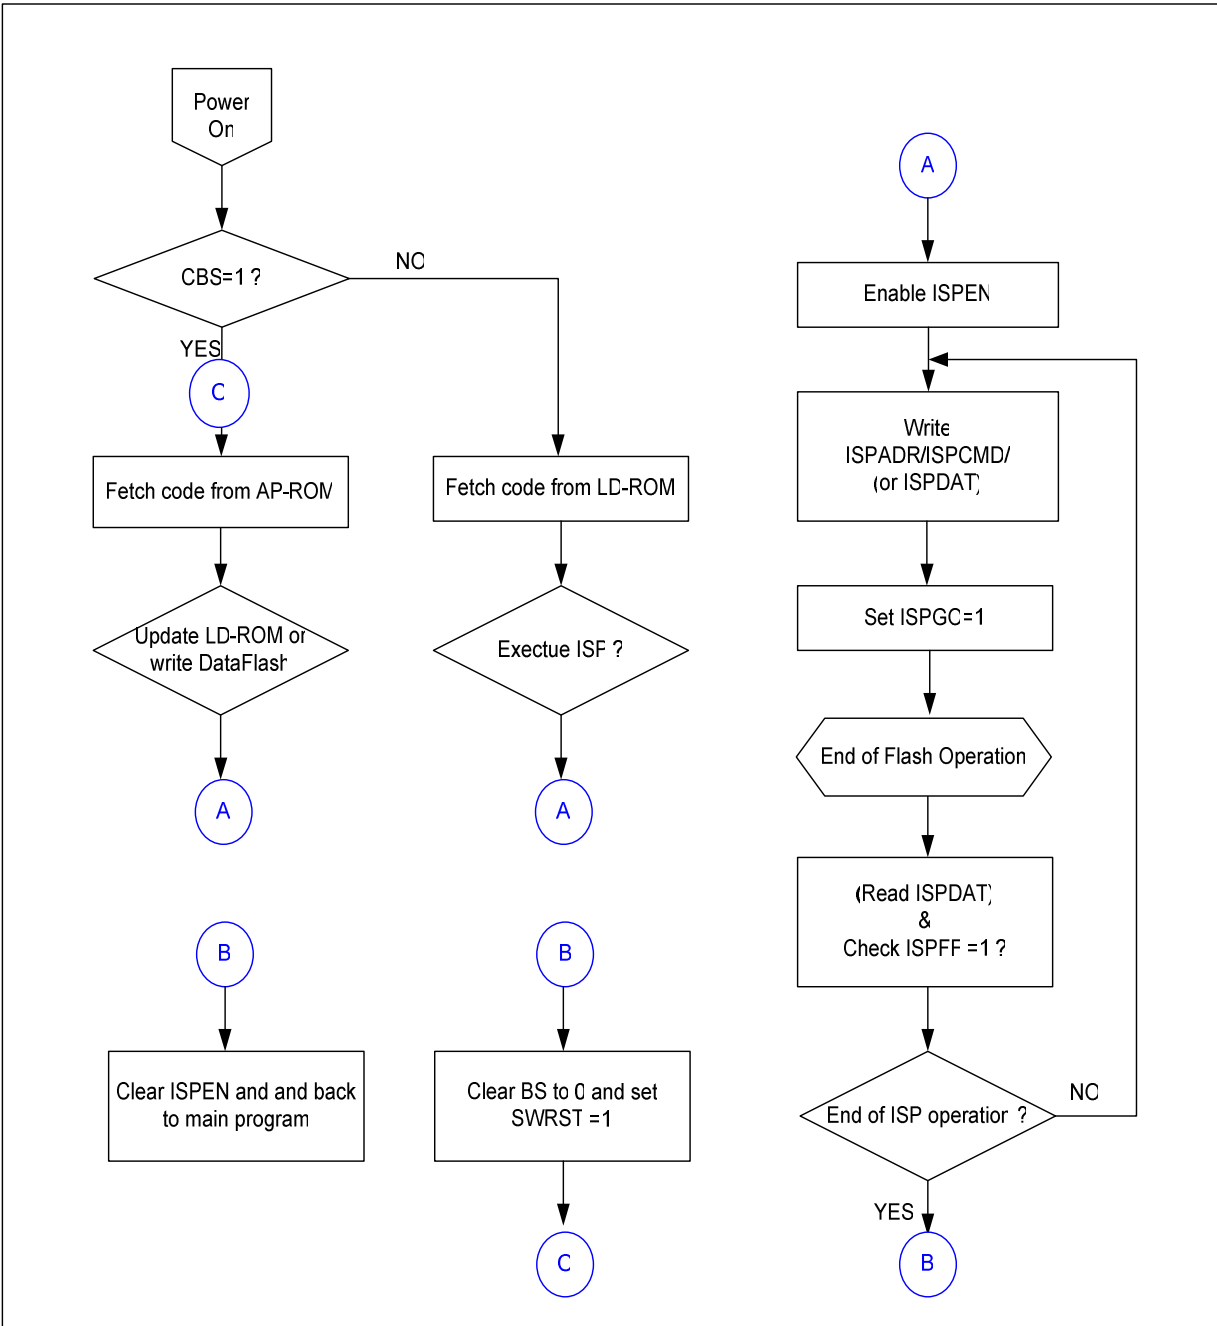 Power
On
CBS=1 ?
NO
YES
C
Fetch code from AP-ROM
Fetch code from LD-ROM
Update LD-ROM or
write DataFlash
Exectue ISP ?
A
A
B
B
Clear ISPEN and and back
to main program
Clear BS to 0 and set
SWRST =1
C
A
Enable ISPEN
Write
ISPADR/ISPCMD/
(or ISPDAT)
Set ISPGO=1
End of Flash Operation
(Read ISPDAT)
&
Check ISPFF =1 ?
End of ISP operation ?
NO
YES
B